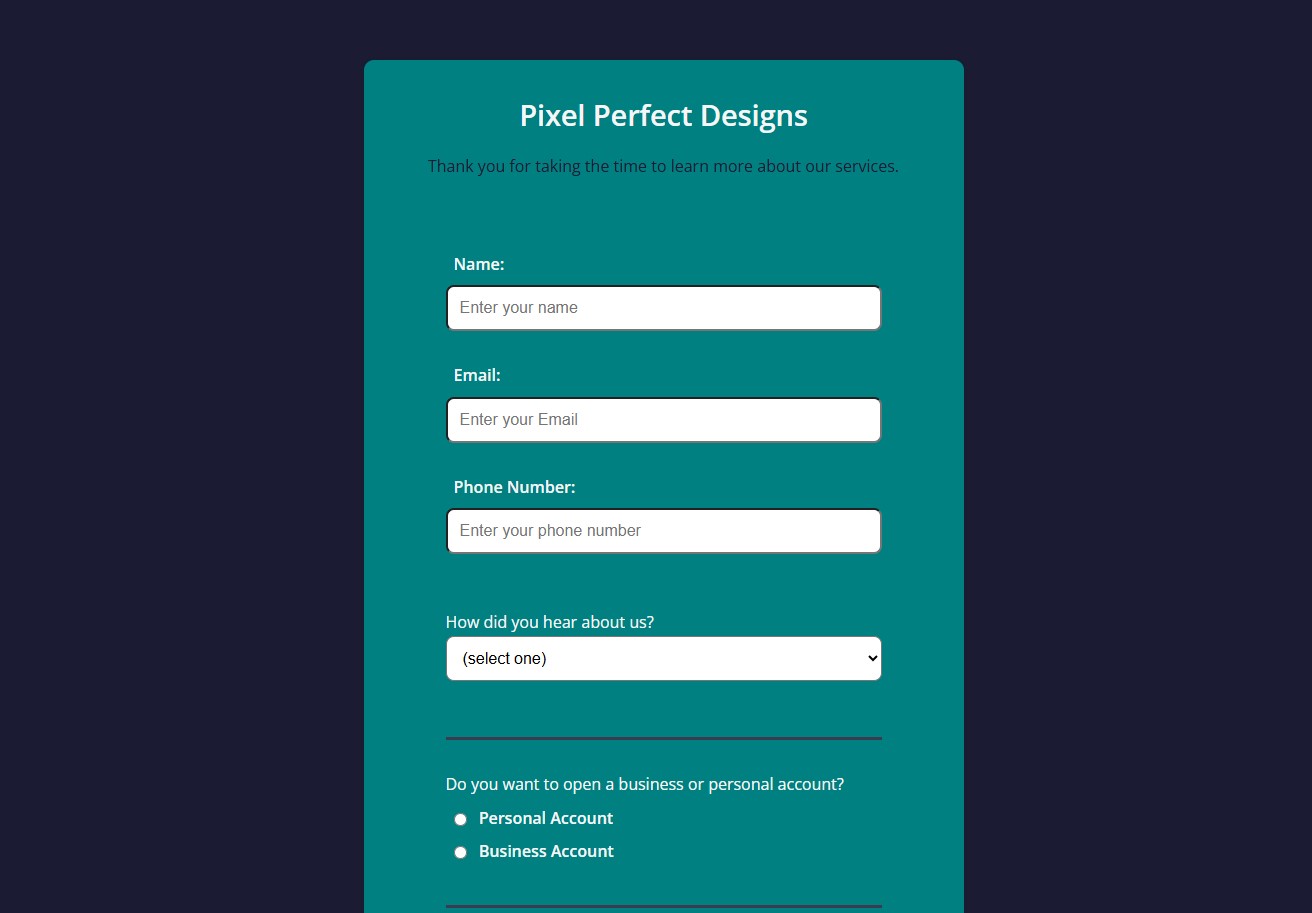 Pixel Perfect Designs
Thank you for taking the time to learn more about our services.
Name:
Enter your name
Email:
Enter your Email
Phone Number:
Enter your phone number
How did you hear about us?
(select one)
Do you want to open a business or personal account?
Personal Account
Business Account